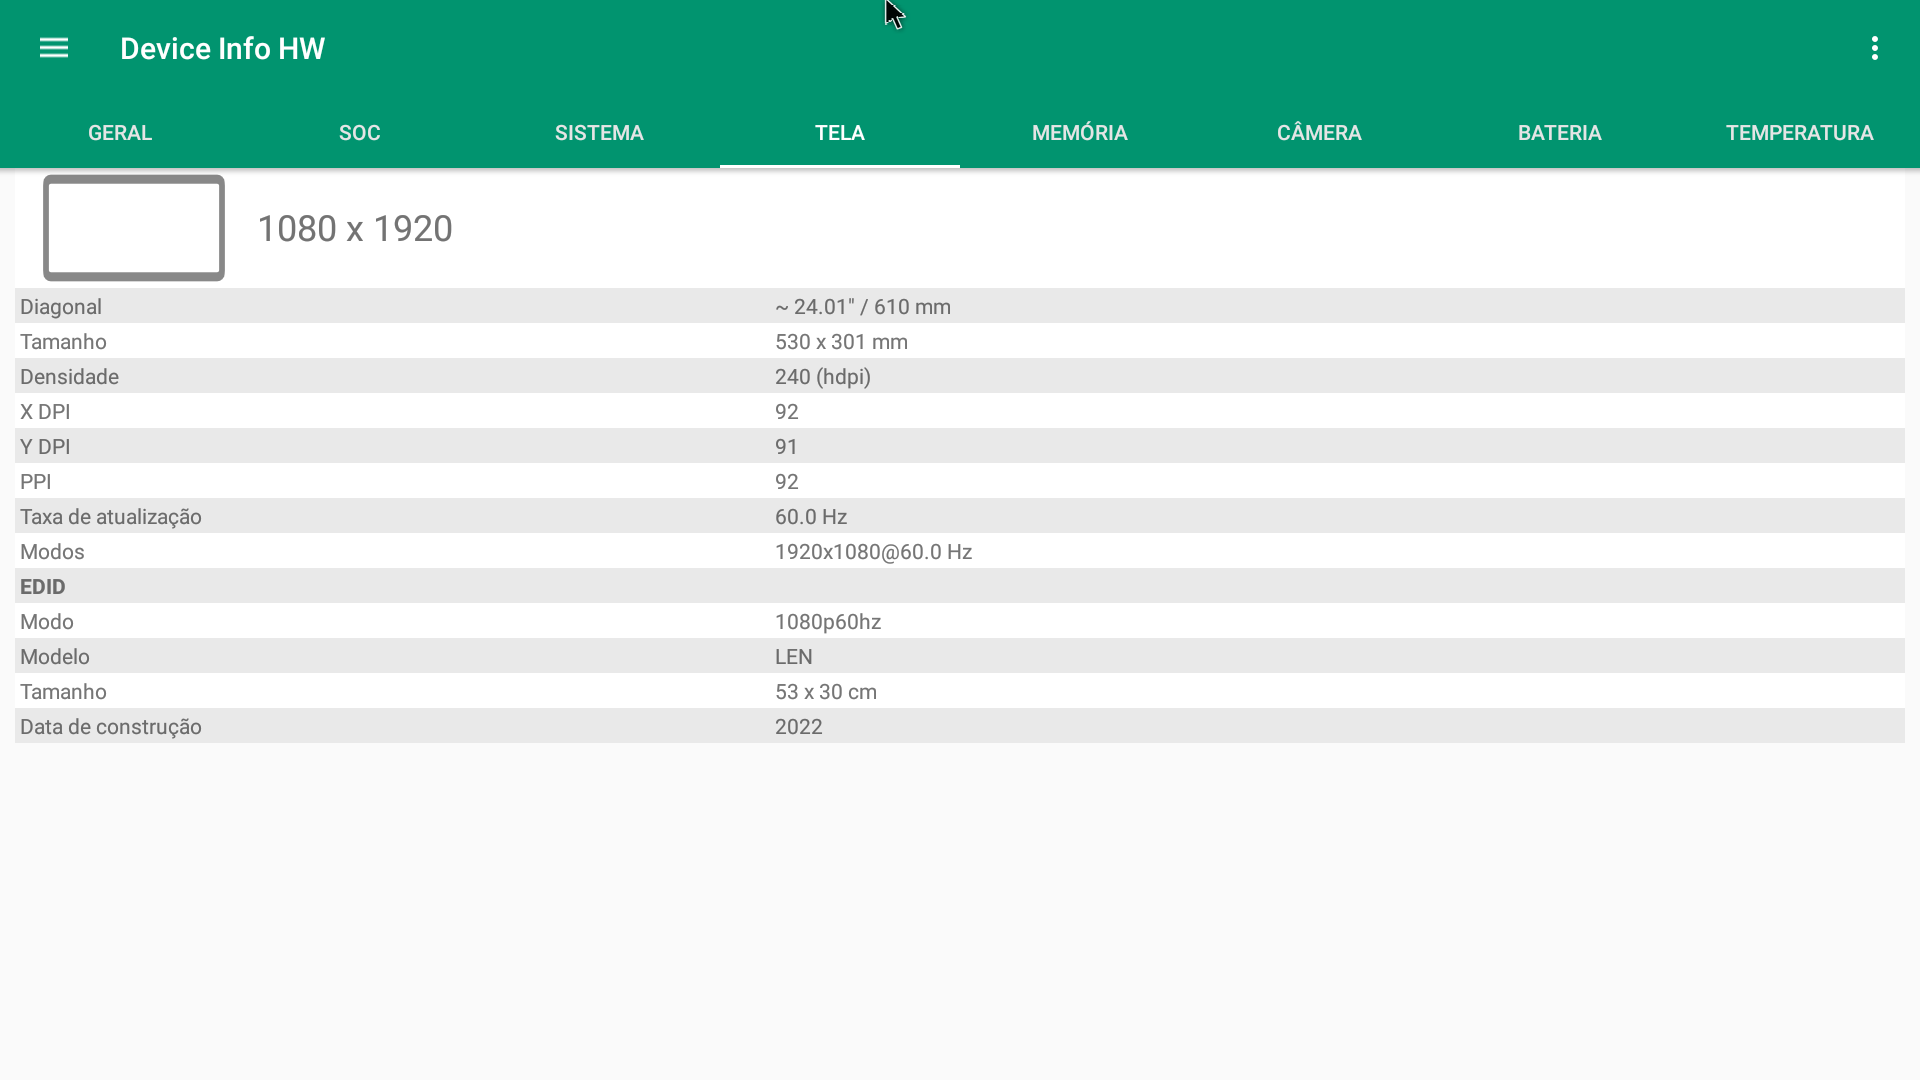 Device Info HW
GERAL SOC SISTEMA TELA MEMÓRIA CÂMERA BATERIA TEMPERATURA
1080 x 1920
Diagonal ~ 24.01" / 610 mm
Tamanho 530 x 301 mm
Densidade 240 (hdpi)
X DPI 92
Y DPI 91
PPI 92
Taxa de atualização 60.0 Hz
Modos 1920x1080@60.0 Hz
EDID
Modo 1080p60hz
Modelo LEN
Tamanho 53 x 30 cm
Data de construção 2022